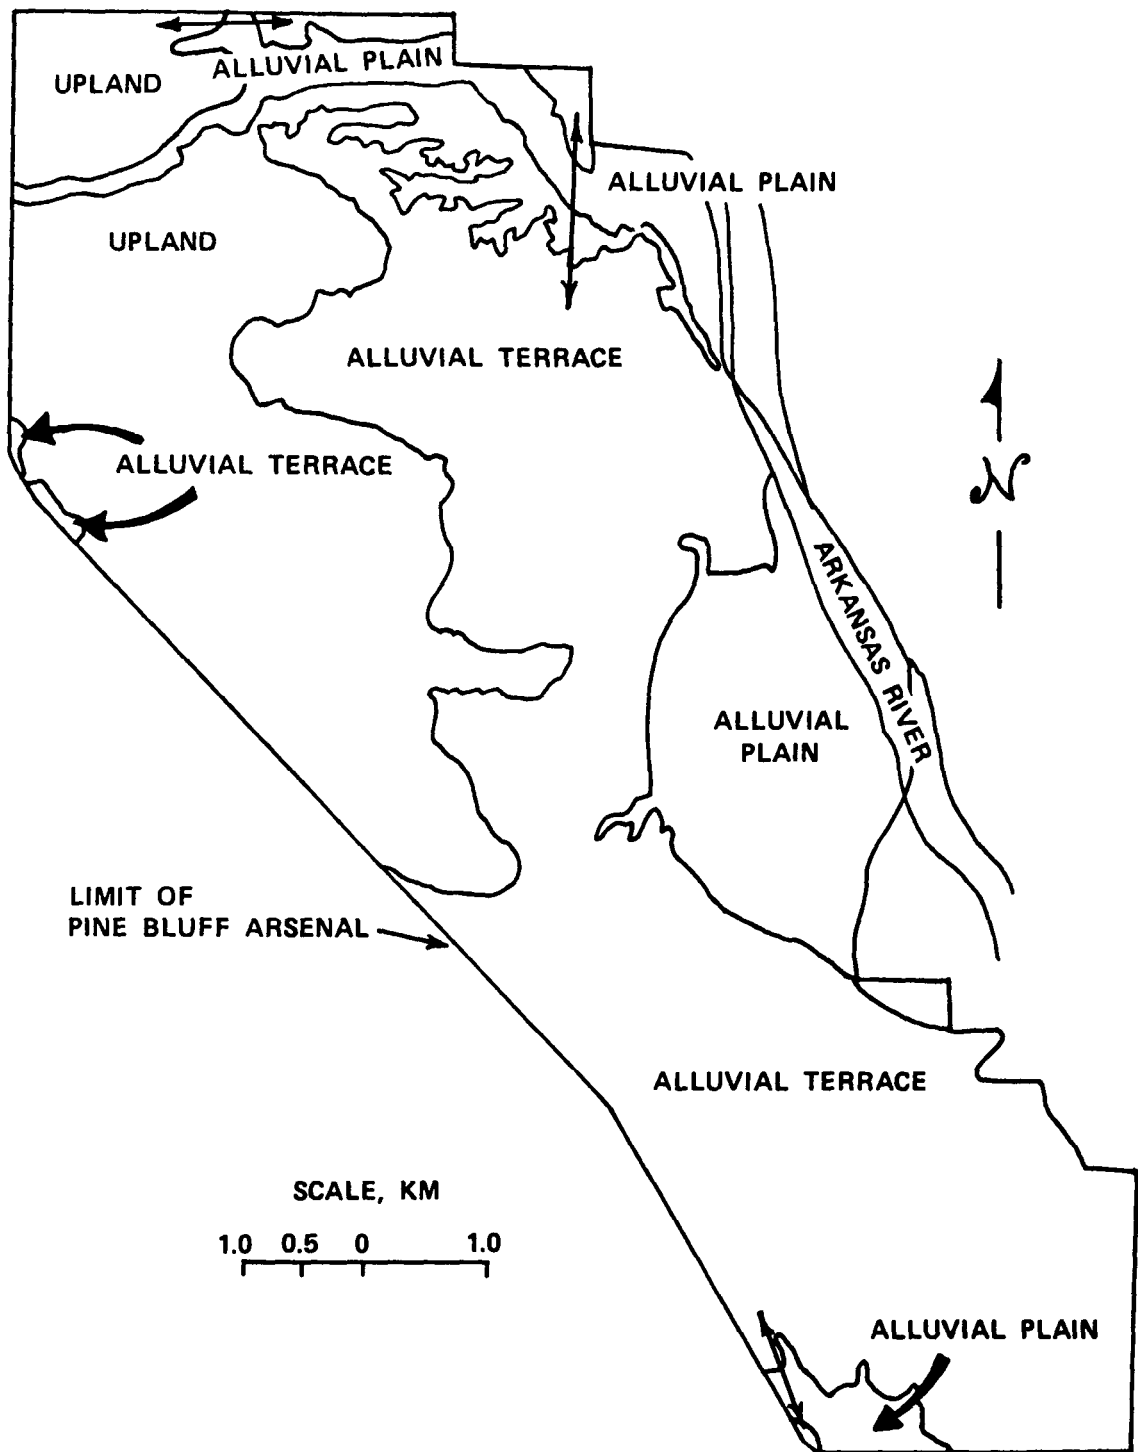 UPLAND
ALLUVIAL PLAIN
ALLUVIAL PLAIN
UPLAND
ALLUVIAL TERRACE
ALLUVIAL TERRACE
N
ARKANSAS RIVER
ALLUVIAL
PLAIN
LIMIT OF
PINE BLUFF ARSENAL
ALLUVIAL TERRACE
SCALE, KM
1.0 0.5 0 1.0
ALLUVIAL PLAIN